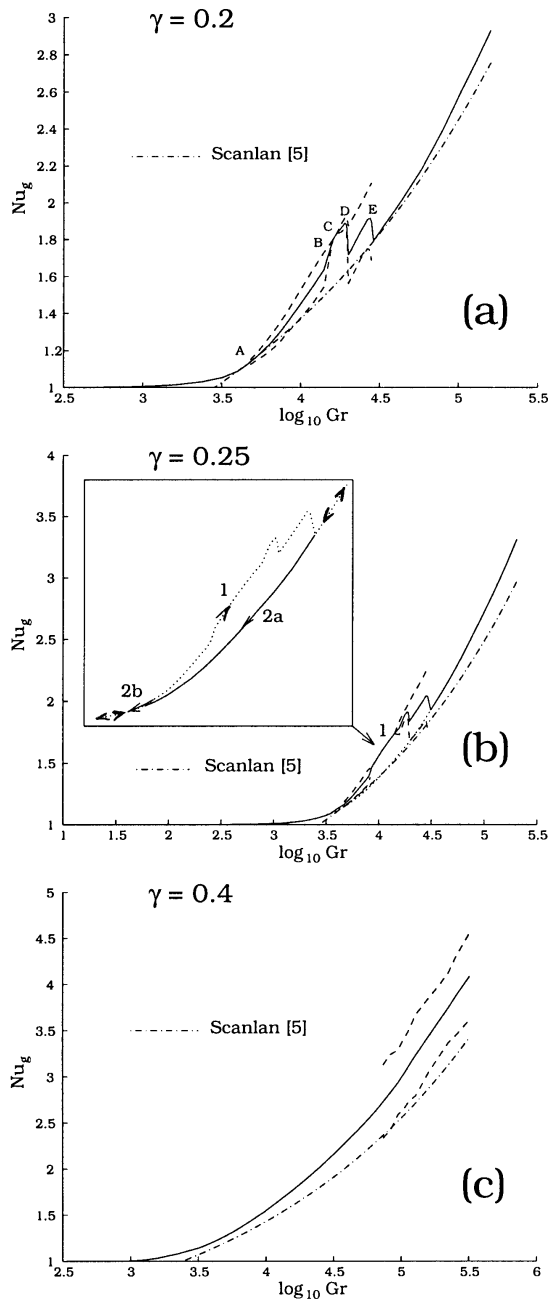 γ = 0.2
3
2.8
2.6
2.4
2.2
2
1.8
1.6
1.4
1.2
1
Nu_g
Scanlan [5]
A
B
C
D
E
(a)
2.5
3
3.5
4
4.5
5
5.5
log₁₀ Gr
γ = 0.25
4
3.5
3
2.5
2
1.5
1
Nu_g
1
2a
2b
1
Scanlan [5]
(b)
1
1.5
2
2.5
3
3.5
4
4.5
5
5.5
log₁₀ Gr
γ = 0.4
5
4.5
4
3.5
3
2.5
2
1.5
1
Nu_g
Scanlan [5]
(c)
2.5
3
3.5
4
4.5
5
5.5
6
log₁₀ Gr